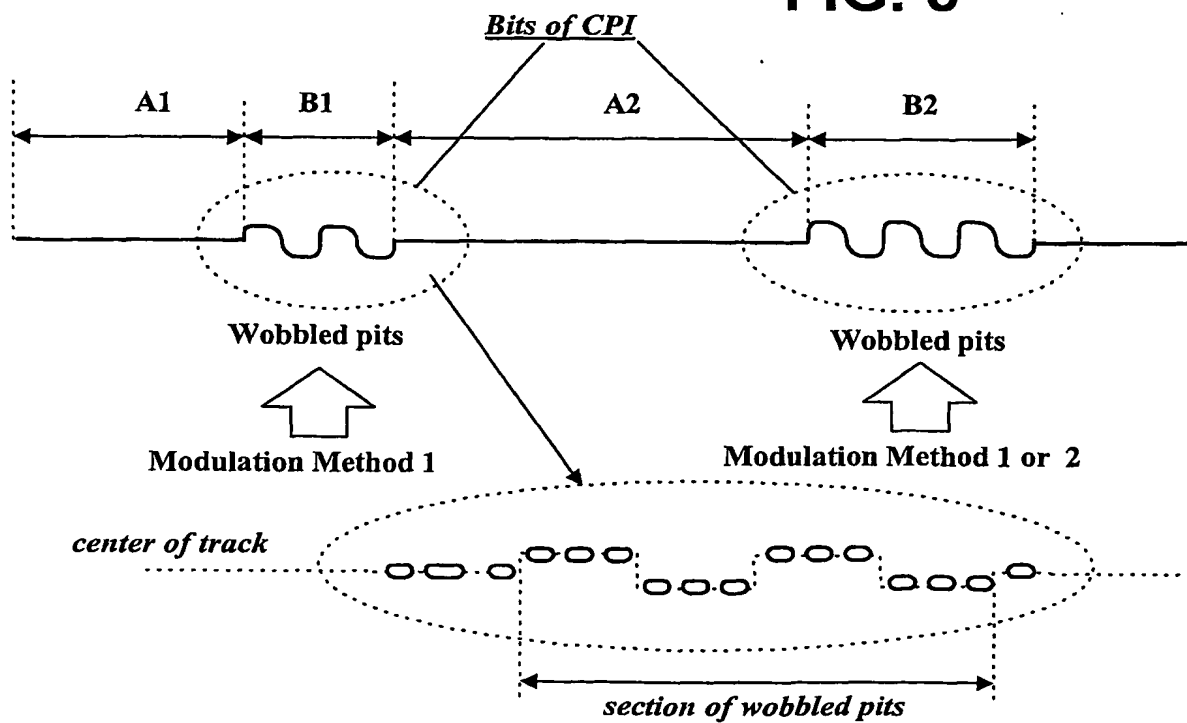 Bits of CPI
A1 B1 A2 B2
Wobbled pits Wobbled pits
Modulation Method 1 Modulation Method 1 or 2
center of track
section of wobbled pits